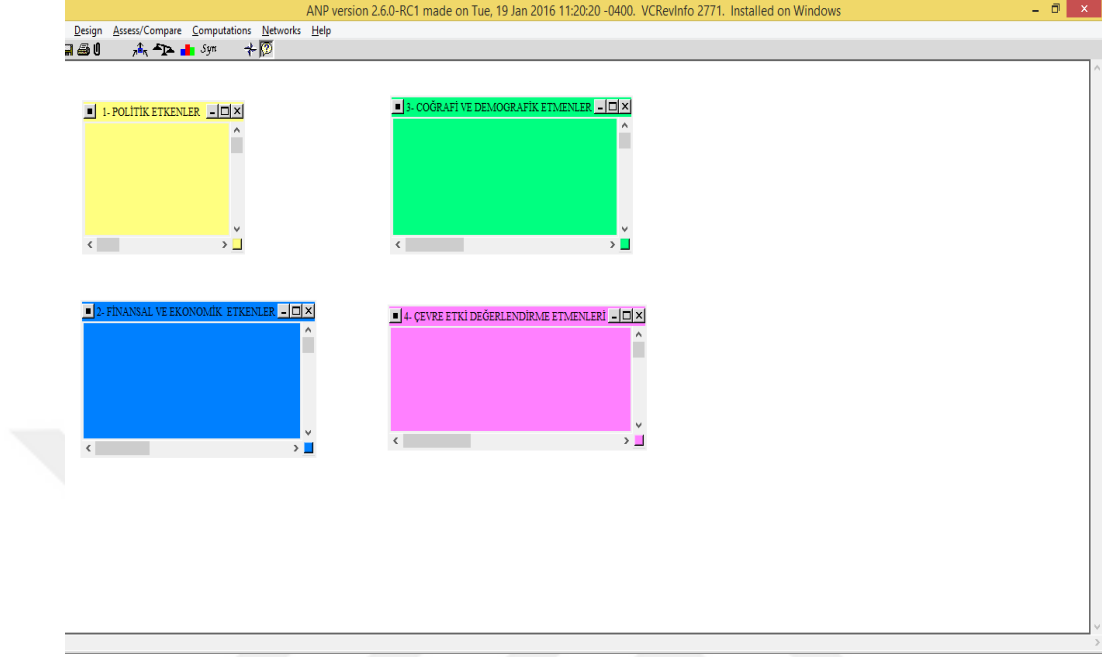 ANP version 2.6.0-RC1 made on Tue, 19 Jan 2016 11:20:20 -0400. VCRevInfo 2771. Installed on Windows
Design Assess/Compare Computations Networks Help
Syn
1- POLİTİK ETKENLER
3- COĞRAFİ VE DEMOGRAFİK ETMENLER
2- FİNANSAL VE EKONOMİK ETKENLER
4- ÇEVRE ETKİ DEĞERLENDİRME ETMENLERİ